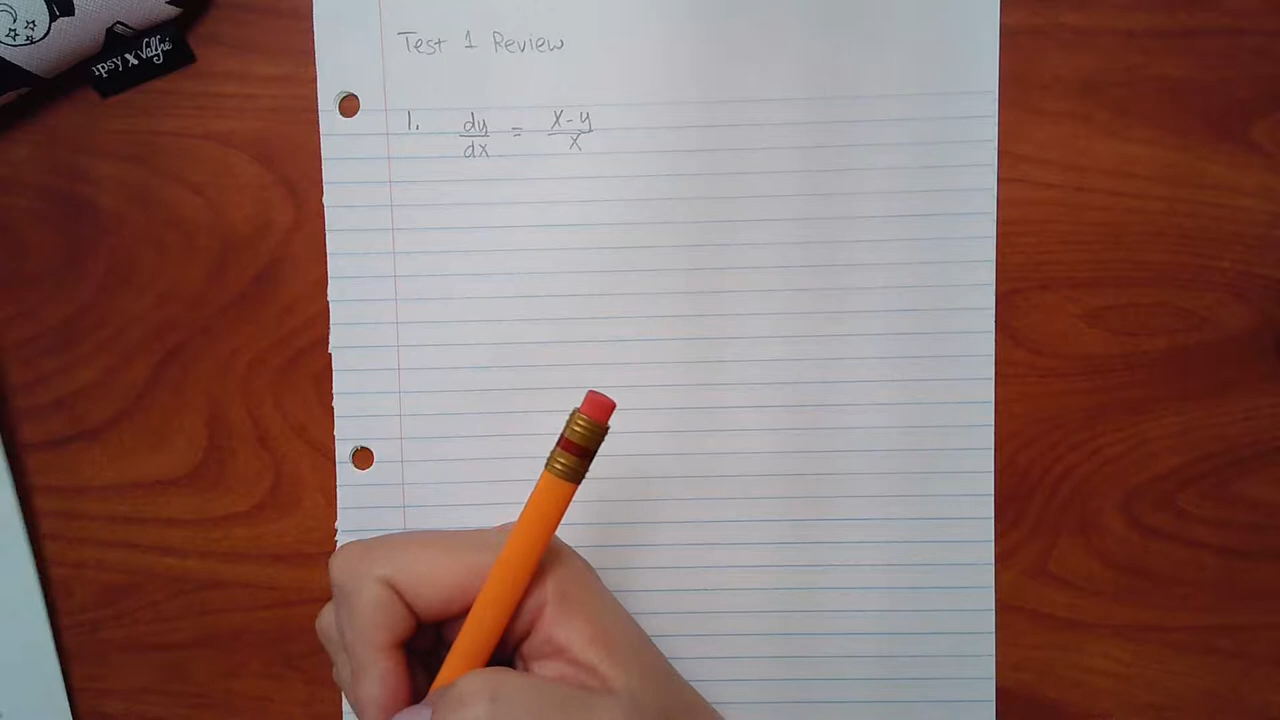 ipsy x Valfré
Test 1 Review
1. dy/dx = x-y/x